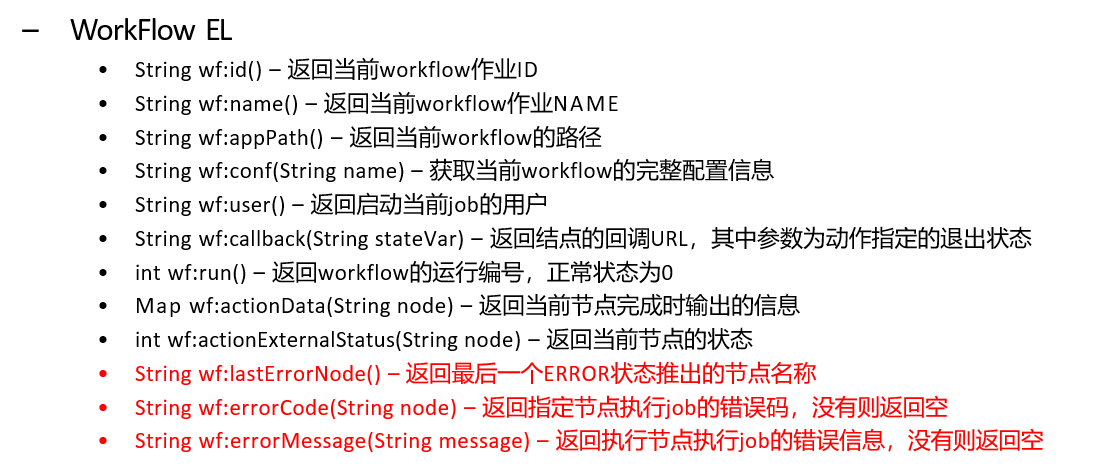 – WorkFlow EL
• String wf:id() – 返回当前workflow作业ID
• String wf:name() – 返回当前workflow作业NAME
• String wf:appPath() – 返回当前workflow的路径
• String wf:conf(String name) – 获取当前workflow的完整配置信息
• String wf:user() – 返回启动当前job的用户
• String wf:callback(String stateVar) – 返回结点的回调URL，其中参数为动作指定的退出状态
• int wf:run() – 返回workflow的运行编号，正常状态为0
• Map wf:actionData(String node) – 返回当前节点完成时输出的信息
• int wf:actionExternalStatus(String node) – 返回当前节点的状态
• String wf:lastErrorNode() – 返回最后一个ERROR状态推出的节点名称
• String wf:errorCode(String node) – 返回指定节点执行job的错误码，没有则返回空
• String wf:errorMessage(String message) – 返回执行节点执行job的错误信息，没有则返回空